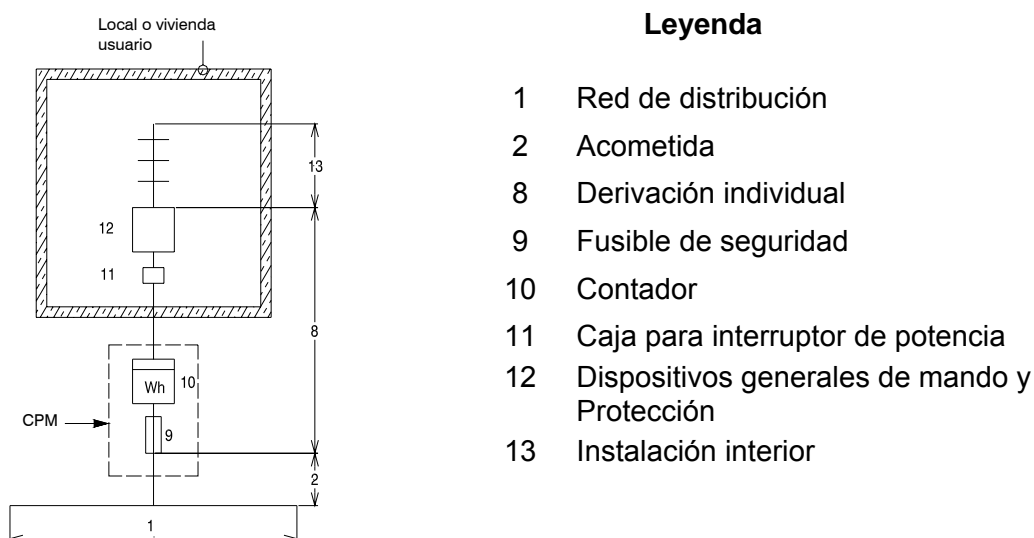 Local o vivienda
usuario
13
12
11
8
Wh
10
CPM
9
2
1
Leyenda
1 Red de distribución
2 Acometida
8 Derivación individual
9 Fusible de seguridad
10 Contador
11 Caja para interruptor de potencia
12 Dispositivos generales de mando y
Protección
13 Instalación interior